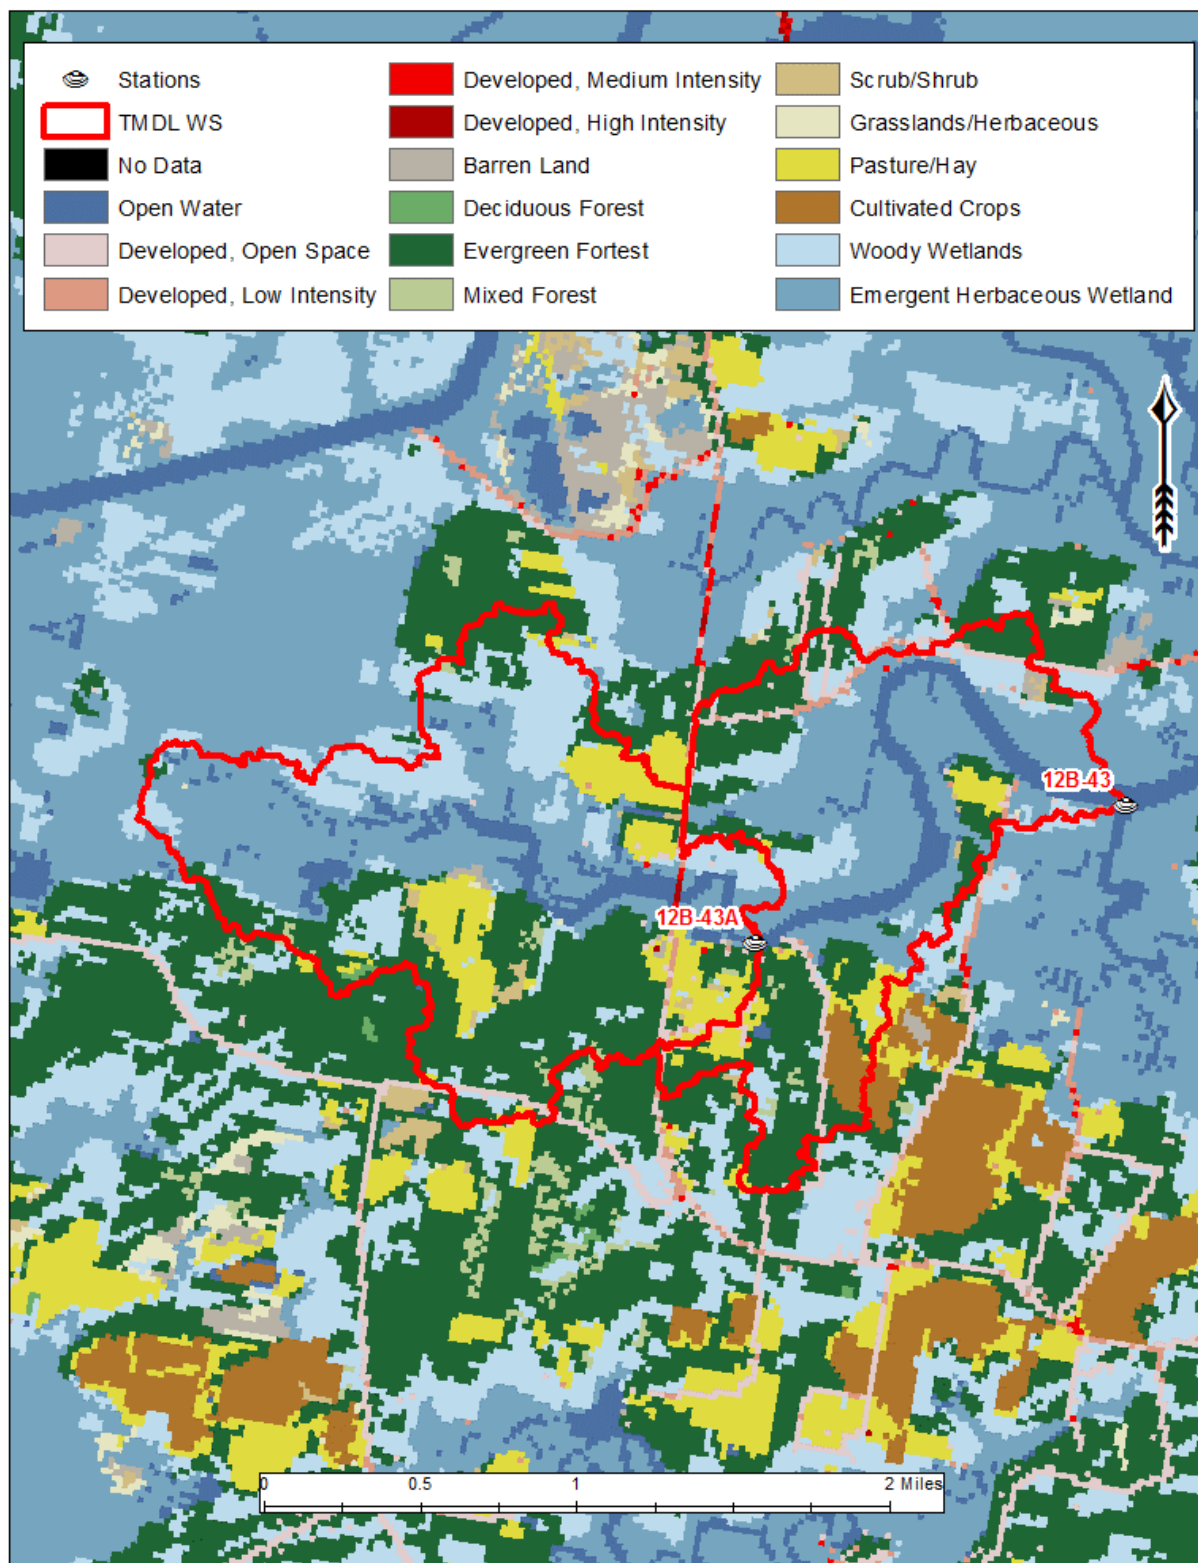 Stations
TMDL WS
No Data
Open Water
Developed, Open Space
Developed, Low Intensity
Developed, Medium Intensity
Developed, High Intensity
Barren Land
Deciduous Forest
Evergreen Fortest
Mixed Forest
Scrub/Shrub
Grasslands/Herbaceous
Pasture/Hay
Cultivated Crops
Woody Wetlands
Emergent Herbaceous Wetland
12B-43
12B-43A
0 0.5 1 2 Miles